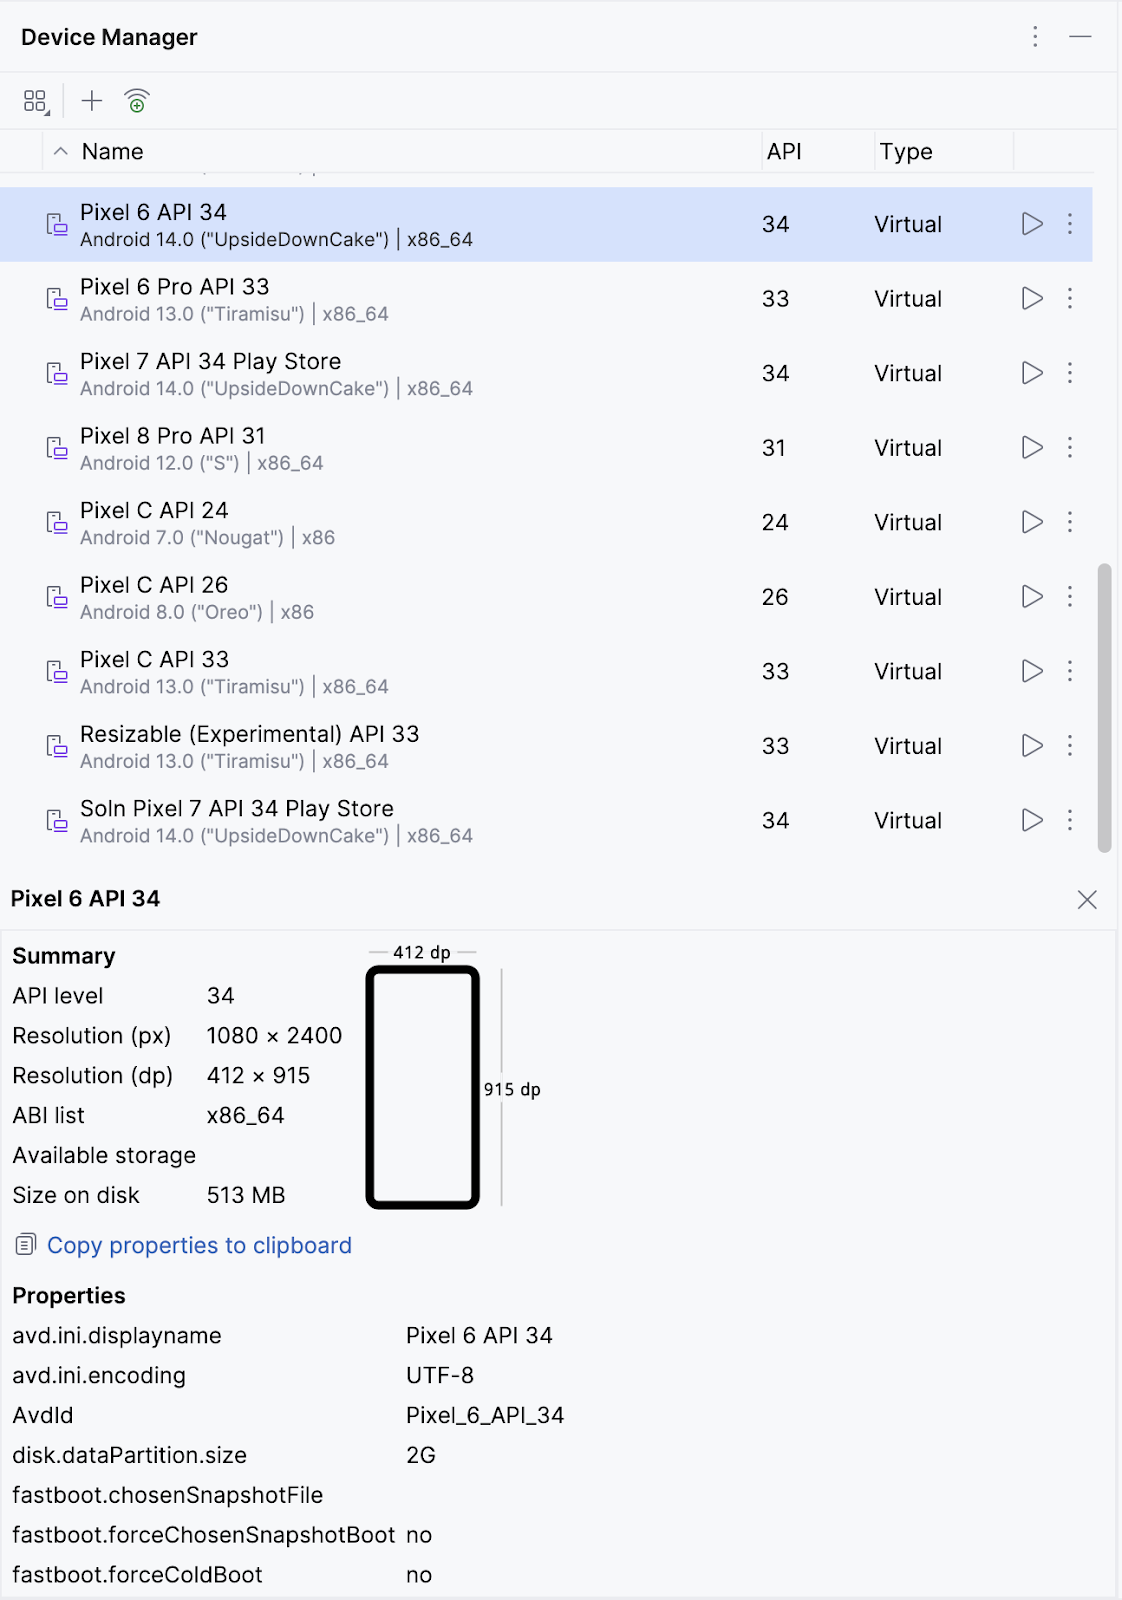 Device Manager
Name API Type
Pixel 6 API 34
Android 14.0 ("UpsideDownCake") | x86_64
34 Virtual
Pixel 6 Pro API 33
Android 13.0 ("Tiramisu") | x86_64
33 Virtual
Pixel 7 API 34 Play Store
Android 14.0 ("UpsideDownCake") | x86_64
34 Virtual
Pixel 8 Pro API 31
Android 12.0 ("S") | x86_64
31 Virtual
Pixel C API 24
Android 7.0 ("Nougat") | x86
24 Virtual
Pixel C API 26
Android 8.0 ("Oreo") | x86
26 Virtual
Pixel C API 33
Android 13.0 ("Tiramisu") | x86_64
33 Virtual
Resizable (Experimental) API 33
Android 13.0 ("Tiramisu") | x86_64
33 Virtual
Soln Pixel 7 API 34 Play Store
Android 14.0 ("UpsideDownCake") | x86_64
34 Virtual
Pixel 6 API 34
Summary
API level 34
Resolution (px) 1080 × 2400
Resolution (dp) 412 × 915
ABI list x86_64
Available storage
Size on disk 513 MB
412 dp
915 dp
Copy properties to clipboard
Properties
avd.ini.displayname Pixel 6 API 34
avd.ini.encoding UTF-8
AvdId Pixel_6_API_34
disk.dataPartition.size 2G
fastboot.chosenSnapshotFile
fastboot.forceChosenSnapshotBoot no
fastboot.forceColdBoot no